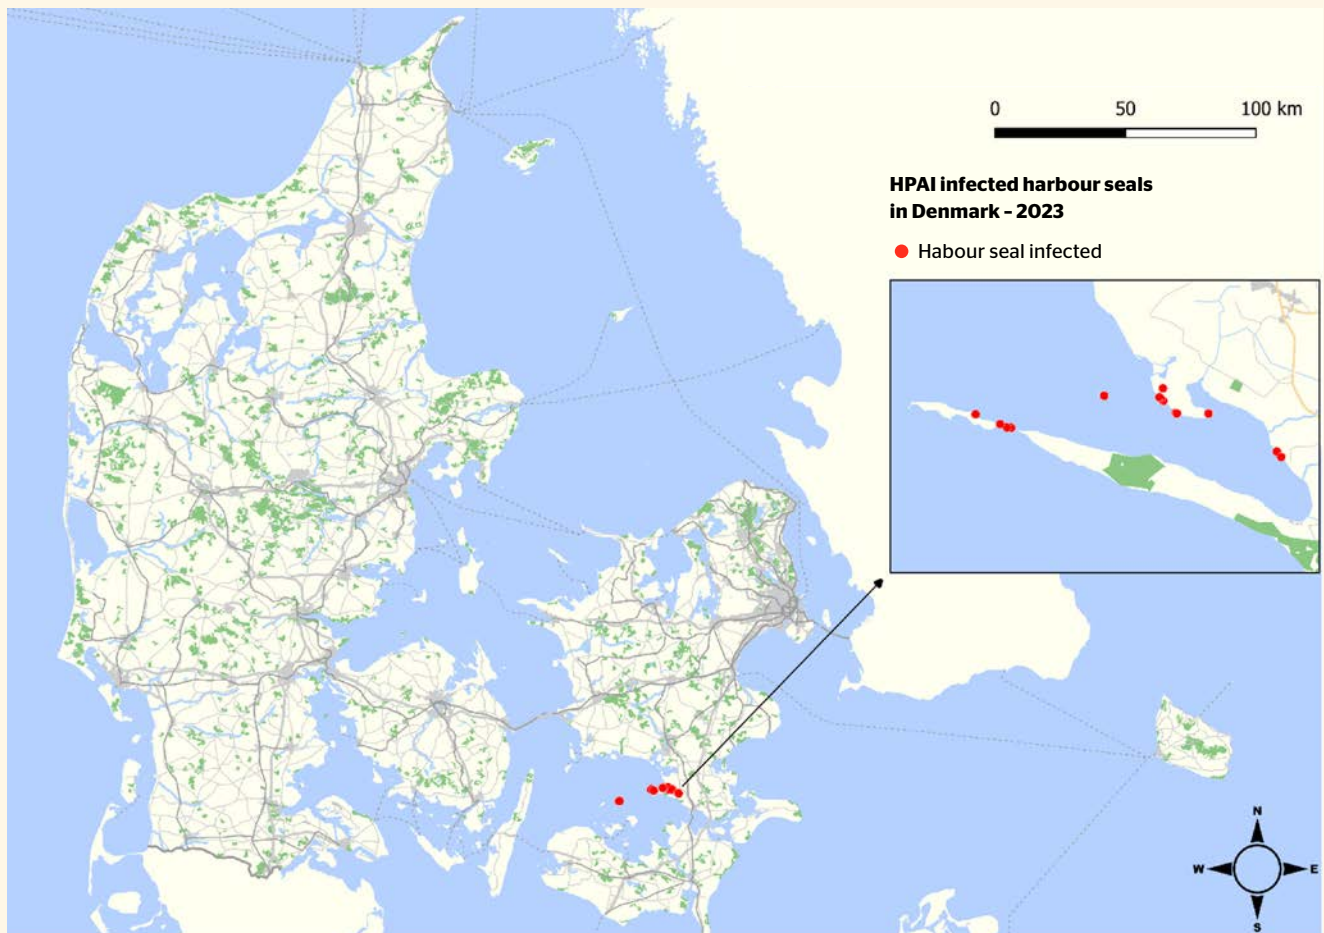 0 50 100 km
HPAI infected harbour seals
in Denmark – 2023
Habour seal infected
N
W E
S